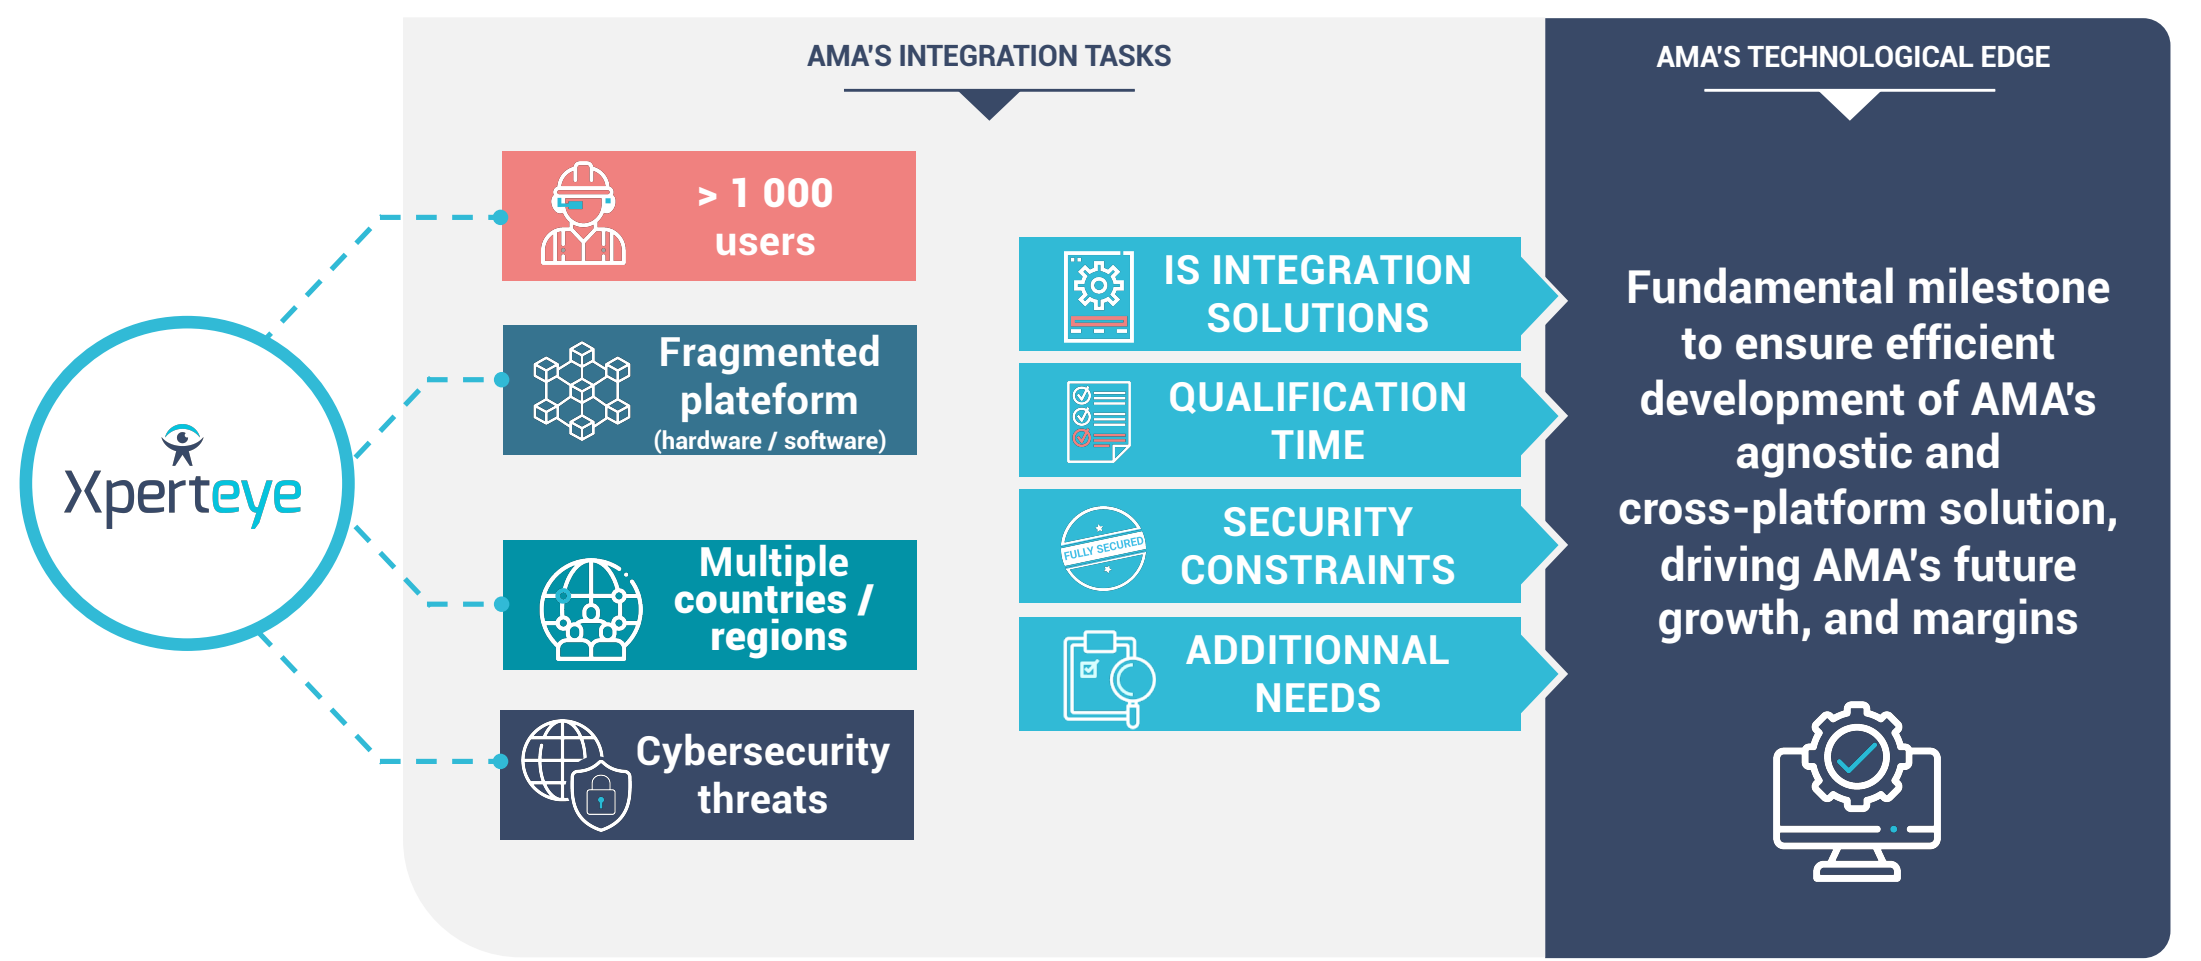 AMA'S INTEGRATION TASKS
AMA'S TECHNOLOGICAL EDGE
Xperteye
> 1 000
users
Fragmented
plateform
(hardware / software)
Multiple
countries /
regions
Cybersecurity
threats
IS INTEGRATION
SOLUTIONS
QUALIFICATION
TIME
FULLY SECURED
SECURITY
CONSTRAINTS
ADDITIONNAL
NEEDS
Fundamental milestone
to ensure efficient
development of AMA's
agnostic and
cross-platform solution,
driving AMA's future
growth, and margins